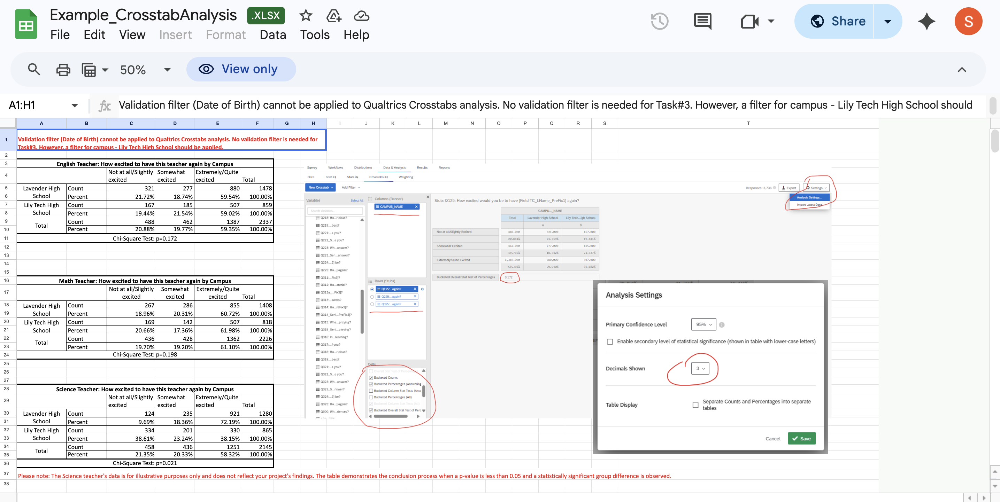 Example_CrosstabAnalysis .XLSX
File Edit View Insert Format Data Tools Help
Share
S
50% View only
A1:H1 fx Validation filter (Date of Birth) cannot be applied to Qualtrics Crosstabs analysis. No validation filter is needed for Task#3. However, a filter for campus - Lily Tech High School should
A B C D E F G H I J K L M N O P Q R S T
1 Validation filter (Date of Birth) cannot be applied to Qualtrics Crosstabs analysis. No validation filter is needed for
Task#3. However, a filter for campus - Lily Tech High School should be applied.
2
3 English Teacher: How excited to have this teacher again by Campus
4 Not at all/Slightly excited Somewhat excited Extremely/Quite excited Total
5 Lavender High School Count 321 277 880 1478
6 Percent 21.72% 18.74% 59.54% 100.00%
7 Lily Tech High School Count 167 185 507 859
8 Percent 19.44% 21.54% 59.02% 100.00%
9 Total Count 488 462 1387 2337
10 Percent 20.88% 19.77% 59.35% 100.00%
11 Chi-Square Test: p=0.172
12
13
14
15
16 Math Teacher: How excited to have this teacher again by Campus
17 Not at all/Slightly excited Somewhat excited Extremely/Quite excited Total
18 Lavender High School Count 267 286 855 1408
19 Percent 18.96% 20.31% 60.72% 100.00%
20 Lily Tech High School Count 169 142 507 818
21 Percent 20.66% 17.36% 61.98% 100.00%
22 Total Count 436 428 1362 2226
23 Percent 19.70% 19.20% 61.10% 100.00%
24 Chi-Square Test: p=0.198
25
26
27
28 Science Teacher: How excited to have this teacher again by Campus
29 Not at all/Slightly excited Somewhat excited Extremely/Quite excited Total
30 Lavender High School Count 124 235 921 1280
31 Percent 9.69% 18.36% 72.19% 100.00%
32 Lily Tech High School Count 334 201 330 865
33 Percent 38.61% 23.24% 38.15% 100.00%
34 Total Count 458 436 1251 2145
35 Percent 21.35% 20.33% 58.32% 100.00%
36 Chi-Square Test: p=0.021
37 Please note: The Science teacher's data is for illustrative purposes only and does not reflect your project's findings. The table demonstrates the conclusion process when a p-value is less than 0.05 and a statistically significant group difference is observed.
38
Survey Workflows Distributions Data & Analysis Results Reports
Data Text iQ Stats iQ Crosstabs iQ Weighting
New Crosstab Add Filter Responses: 3,736 Export Settings
Analysis Settings...
Import Latest Data
Variables Select All
Search Variables...
Q218: Ho...r class?
Q219:...best?
Q221:...s you?
Q222_S...e you?
Q223: Wh...answer?
Q223_Sen...answer?
Q224:...2] be?
Q225: Ho...] again?
Q311:...Fix3]?
Q312: Ho...aterial?
Q313a_...Fix3]?
Q313:...swers?
Q314: Ho...reFix3]?
Q314_Seni...PreFix3]?
Q315: Whe...p trying?
Q315_Seni...p trying?
Q316: In...learning?
Q317:...f you?
Q318: Ho...r class?
Q319:...best?
Q321:...s you?
Q322_S...e you?
Q323: Wh...answer?
Q323_S...nswer?
Q324:...3] be?
Q325: Ho...] again?
Q000: Wh...riences?
Columns (Banner)
CAMPUS_NAME
Rows (Stubs)
Q125:...again?
Q225:...again?
Q325:...again?
Cells
Overall Stat Test of Percentages
Bucketed Counts
Bucketed Percentages (Answering
Bucketed Column Stat Tests (Answ
Bucketed Percentages (All)
Bucketed Column Stat Tests (All)
Bucketed Overall Stat Test of Perc
Stub: Q125: How excited would you be to have [Field-TC_LName_PreFix1] again?
CAMPU..._NAME
Total Lavender High School Lily Tech...igh School
A B
Not at all/Slightly Excited 488.000 321.000 167.000
20.881% 21.719% 19.441%
Somewhat Excited 462.000 277.000 185.000
19.769% 18.742% 21.537%
Extremely/Quite Excited 1,387.000 880.000 507.000
59.350% 59.540% 59.022%
Bucketed Overall Stat Test of Percentages 0.172
Analysis Settings
Primary Confidence Level 95%
Enable secondary level of statistical significance (shown in table with lower-case letters)
Decimals Shown 3
Table Display Separate Counts and Percentages into separate
tables
Cancel Save